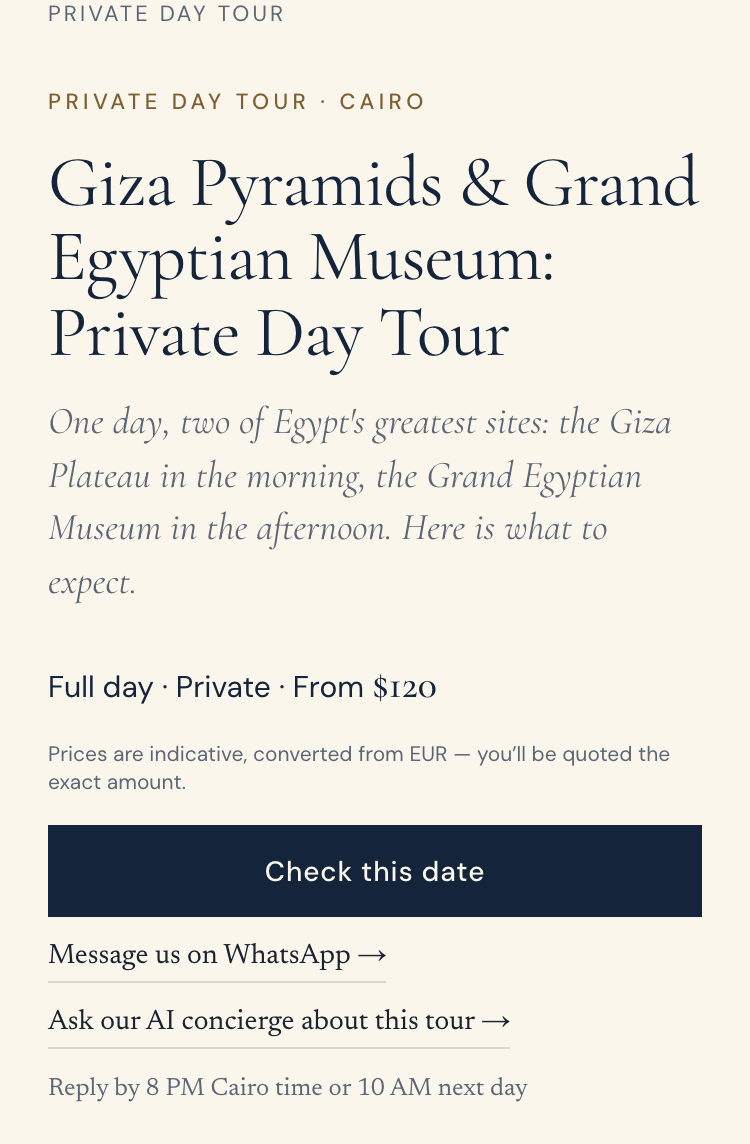 PRIVATE DAY TOUR
PRIVATE DAY TOUR · CAIRO
Giza Pyramids & Grand
Egyptian Museum:
Private Day Tour
One day, two of Egypt's greatest sites: the Giza
Plateau in the morning, the Grand Egyptian
Museum in the afternoon. Here is what to
expect.
Full day · Private · From $120
Prices are indicative, converted from EUR — you’ll be quoted the
exact amount.
Check this date
Message us on WhatsApp →
Ask our AI concierge about this tour →
Reply by 8 PM Cairo time or 10 AM next day